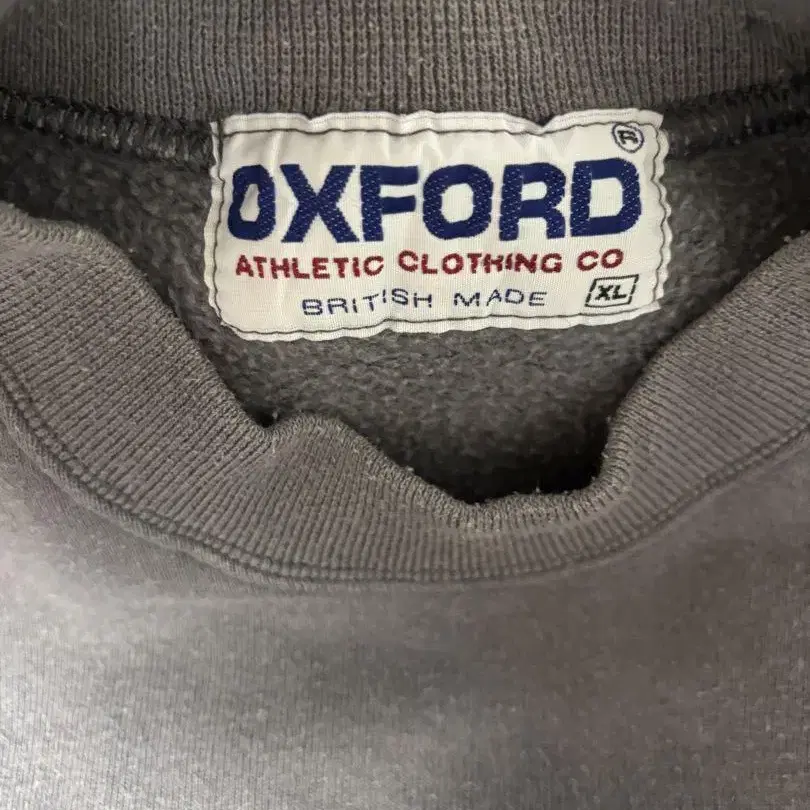 OXFORD ®
ATHLETIC CLOTHING CO
BRITISH MADE XL